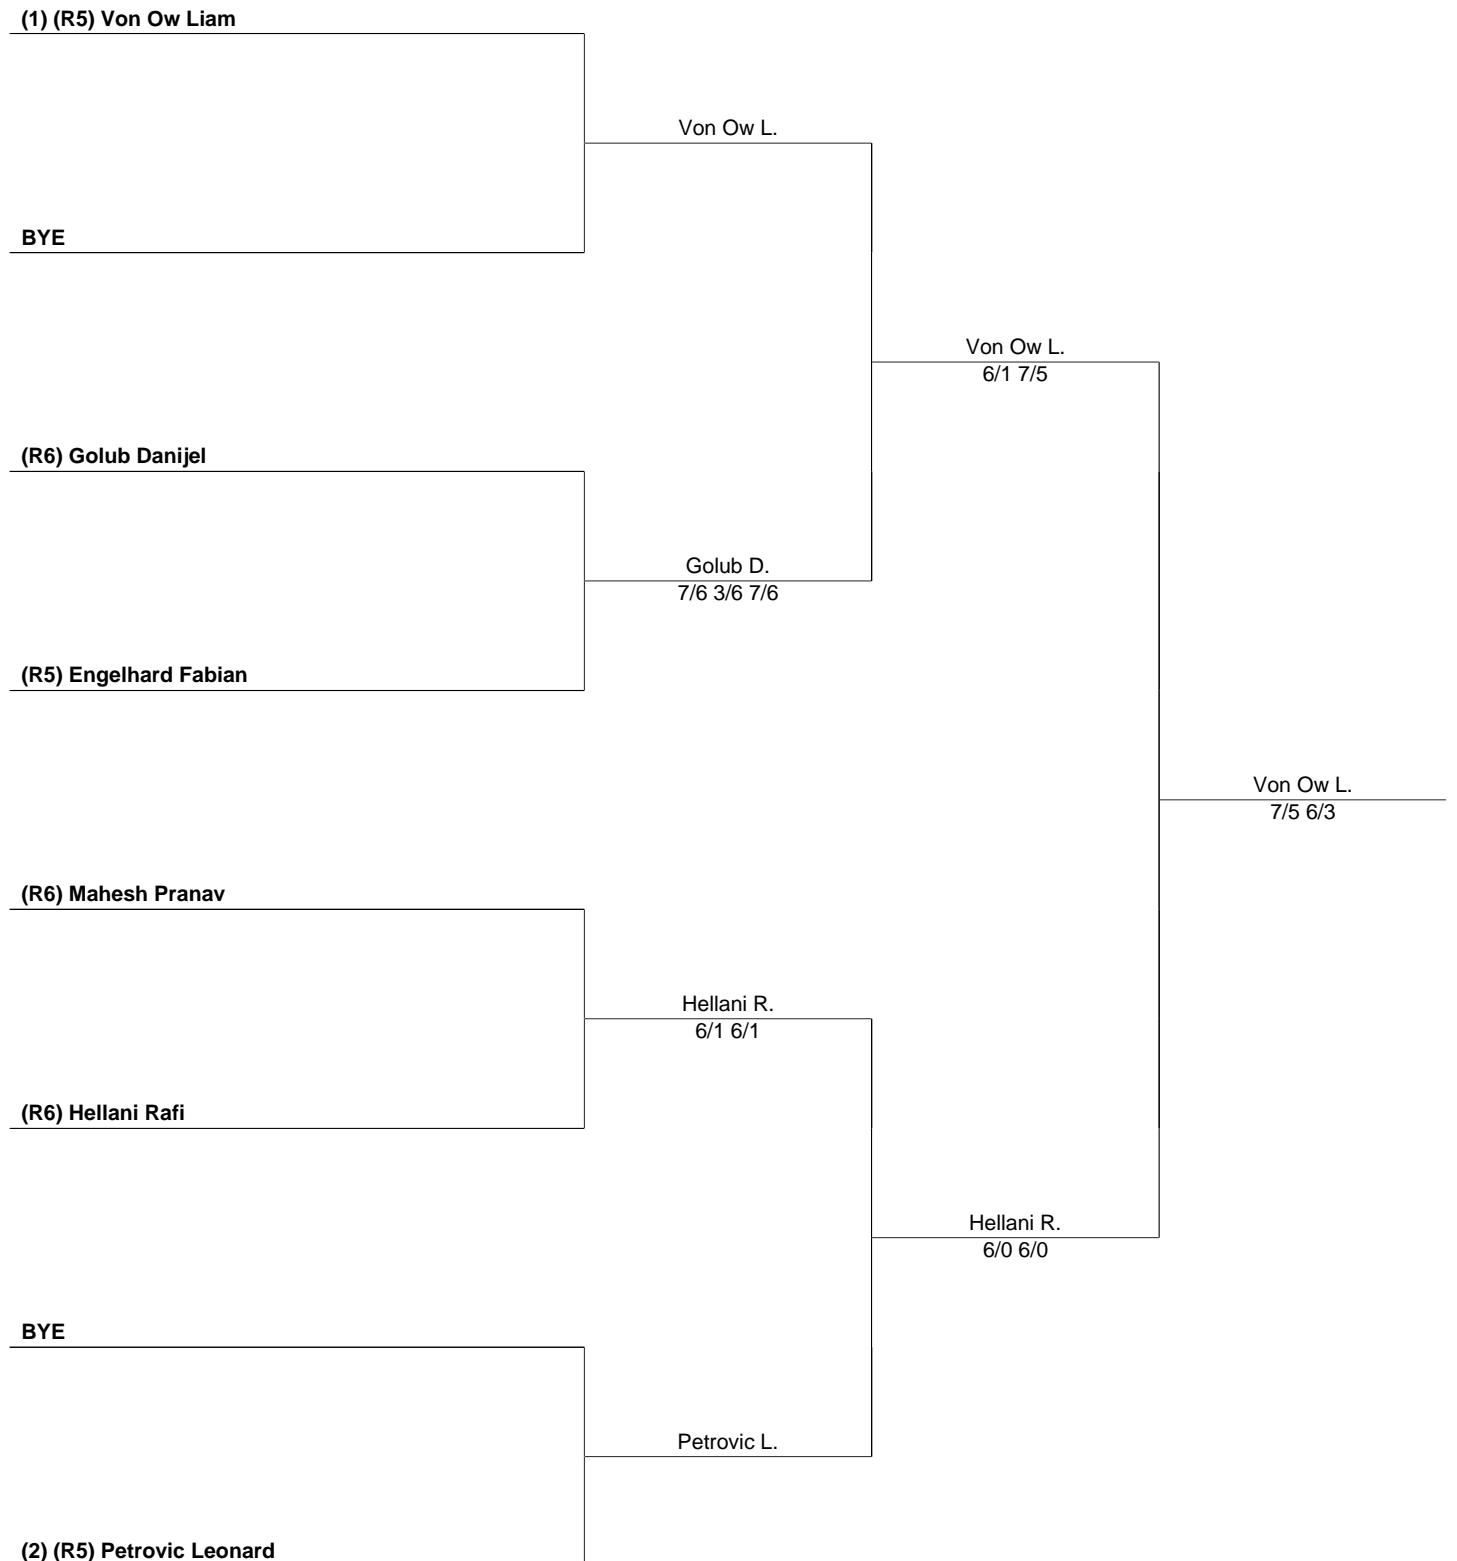 (1) (R5) Von Ow Liam
Von Ow L.
BYE
Von Ow L.
6/1 7/5
(R6) Golub Danijel
Golub D.
7/6 3/6 7/6
(R5) Engelhard Fabian
Von Ow L.
7/5 6/3
(R6) Mahesh Pranav
Hellani R.
6/1 6/1
(R6) Hellani Rafi
Hellani R.
6/0 6/0
BYE
Petrovic L.
(2) (R5) Petrovic Leonard